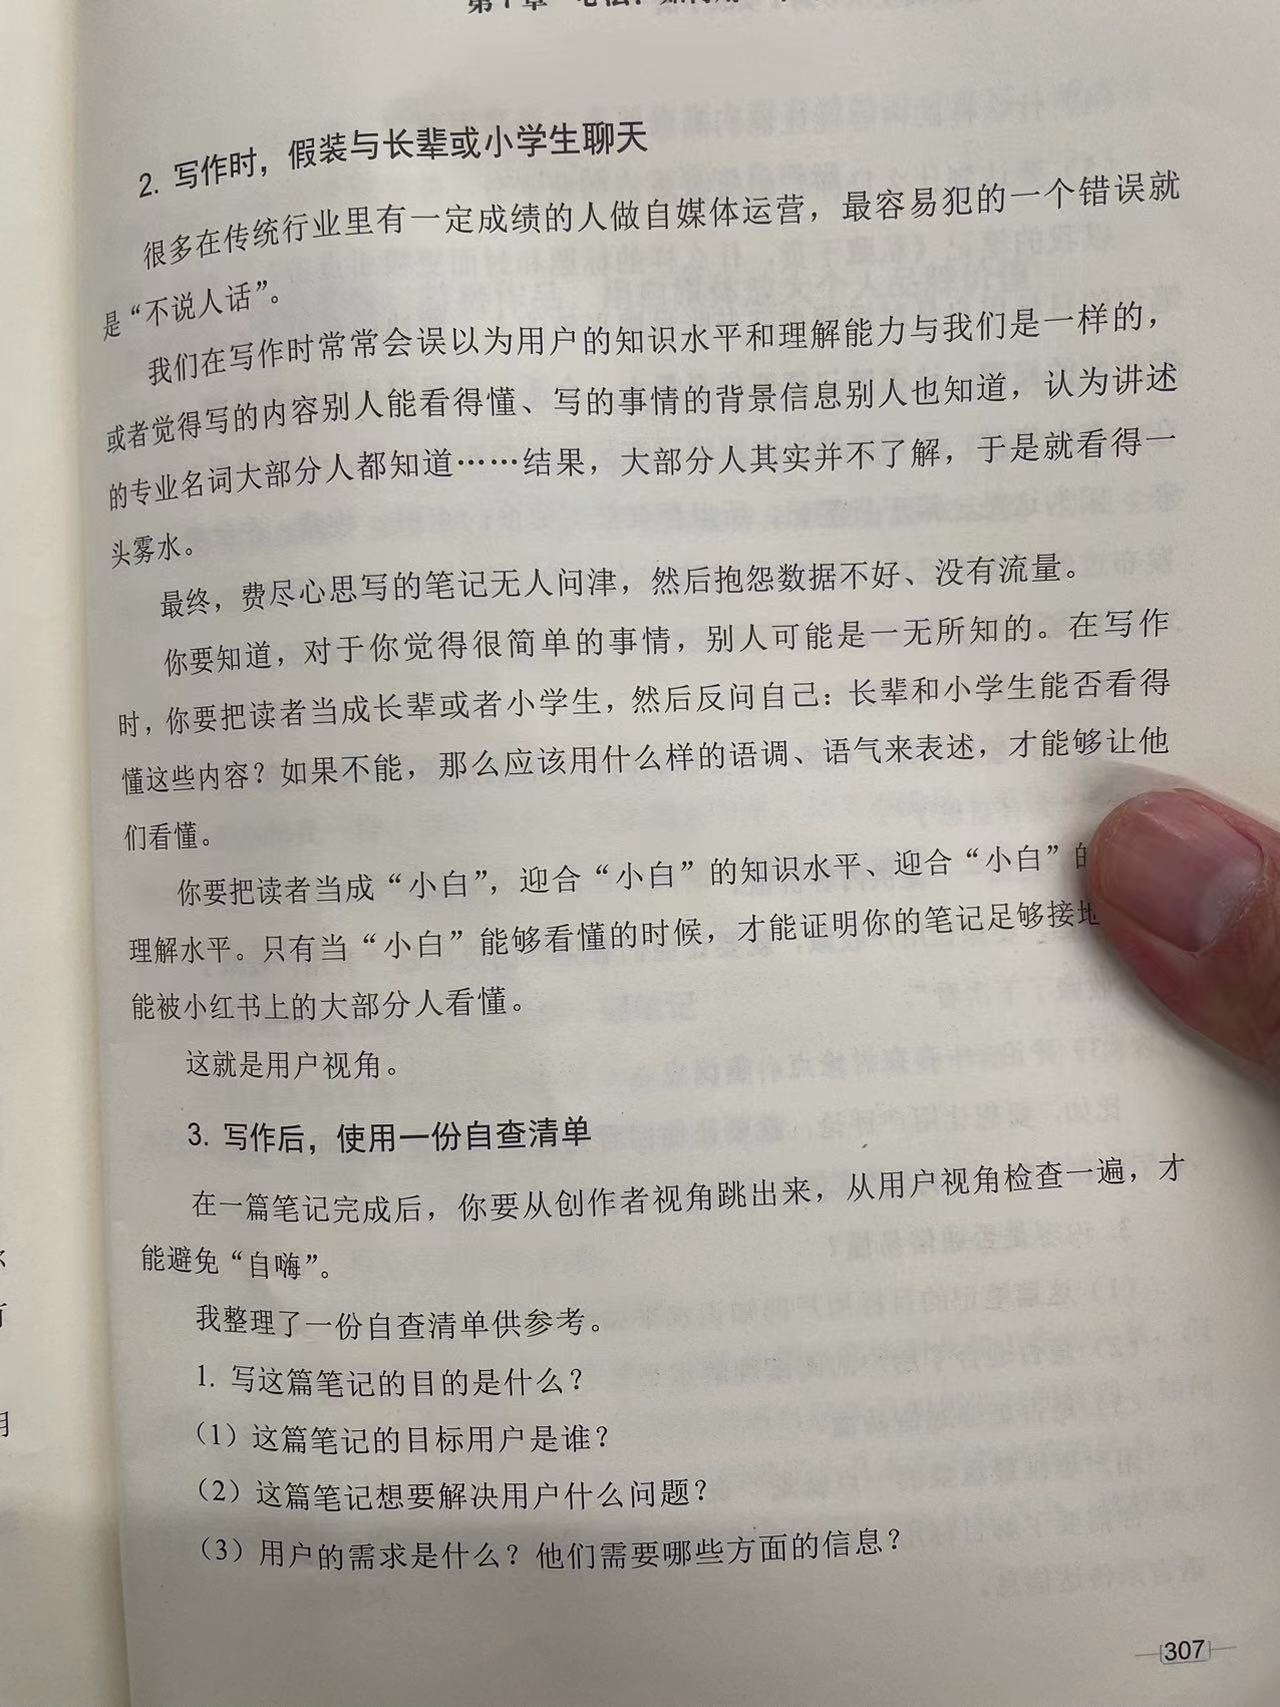 2. 写作时，假装与长辈或小学生聊天
很多在传统行业里有一定成绩的人做自媒体运营，最容易犯的一个错误就
是“不说人话”。
我们在写作时常常会误以为用户的知识水平和理解能力与我们是一样的，
或者觉得写的内容别人能看得懂、写的事情的背景信息别人也知道，认为讲述
的专业名词大部分人都知道……结果，大部分人其实并不了解，于是就看得一
头雾水。
最终，费尽心思写的笔记无人问津，然后抱怨数据不好、没有流量。
你要知道，对于你觉得很简单的事情，别人可能是一无所知的。在写作
时，你要把读者当成长辈或者小学生，然后反问自己：长辈和小学生能否看得
懂这些内容？如果不能，那么应该用什么样的语调、语气来表述，才能够让他
们看懂。
你要把读者当成“小白”，迎合“小白”的知识水平、迎合“小白”的
理解水平。只有当“小白”能够看懂的时候，才能证明你的笔记足够接地
能被小红书上的大部分人看懂。
这就是用户视角。
3. 写作后，使用一份自查清单
在一篇笔记完成后，你要从创作者视角跳出来，从用户视角检查一遍，才
能避免“自嗨”。
我整理了一份自查清单供参考。
1. 写这篇笔记的目的是什么？
（1）这篇笔记的目标用户是谁？
（2）这篇笔记想要解决用户什么问题？
（3）用户的需求是什么？他们需要哪些方面的信息？
307